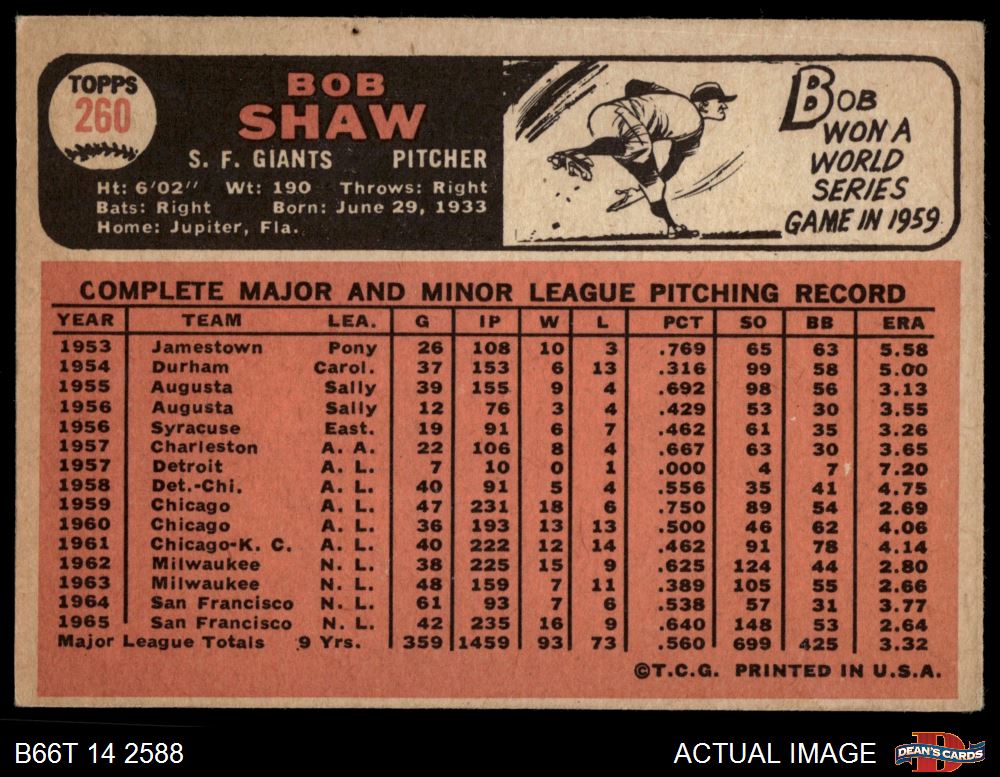 TOPPS
260
BOB
SHAW
S. F. GIANTS PITCHER
Ht: 6'02" Wt: 190 Throws: Right
Bats: Right Born: June 29, 1933
Home: Jupiter, Fla.
BOB
WON A
WORLD
SERIES
GAME IN 1959
COMPLETE MAJOR AND MINOR LEAGUE PITCHING RECORD
YEAR TEAM LEA. G IP W L PCT SO BB ERA
1953 Jamestown Pony 26 108 10 3 .769 65 63 5.58
1954 Durham Carol. 37 153 6 13 .316 99 58 5.00
1955 Augusta Sally 39 155 9 4 .692 98 56 3.13
1956 Augusta Sally 12 76 3 4 .429 53 30 3.55
1956 Syracuse East. 19 91 6 7 .462 61 35 3.26
1957 Charleston A. A. 22 106 8 4 .667 63 30 3.65
1957 Detroit A. L. 7 10 0 1 .000 4 7 7.20
1958 Det.-Chi. A. L. 40 91 5 4 .556 35 41 4.75
1959 Chicago A. L. 47 231 18 6 .750 89 54 2.69
1960 Chicago A. L. 36 193 13 13 .500 46 62 4.06
1961 Chicago-K. C. A. L. 40 222 12 14 .462 91 78 4.14
1962 Milwaukee N. L. 38 225 15 9 .625 124 44 2.80
1963 Milwaukee N. L. 48 159 7 11 .389 105 55 2.66
1964 San Francisco N. L. 61 93 7 6 .538 57 31 3.77
1965 San Francisco N. L. 42 235 16 9 .640 148 53 2.64
Major League Totals 9 Yrs. 359 1459 93 73 .560 699 425 3.32
©T.C.G. PRINTED IN U.S.A.
B66T 14 2588 ACTUAL IMAGE DEAN'S CARDS